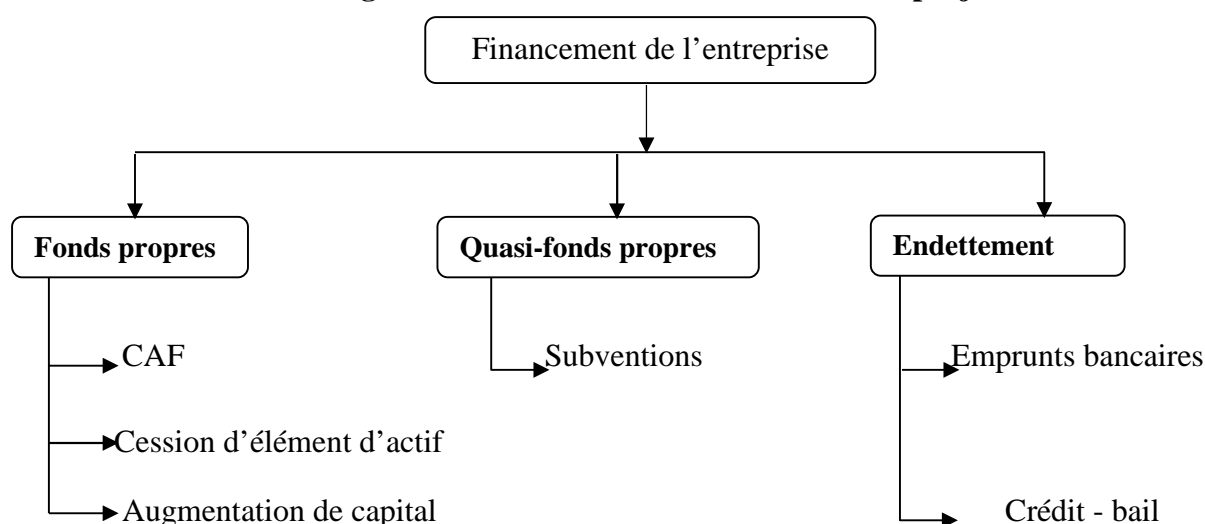 Financement de l’entreprise
Fonds propres
Quasi-fonds propres
Endettement
CAF
Subventions
Emprunts bancaires
Cession d’élément d’actif
Augmentation de capital
Crédit - bail